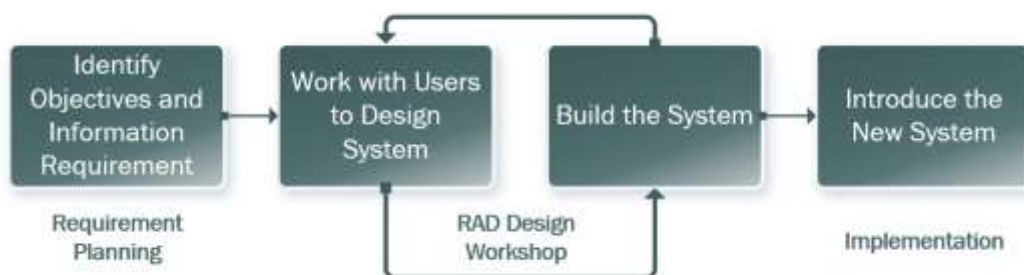 Identify
Objectives and
Information
Requirement
Work with Users
to Design
System
Build the System
Introduce the
New System
Requirement
Planning
RAD Design
Workshop
Implementation